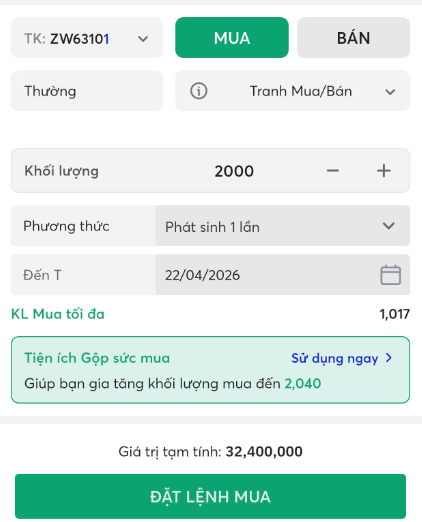 TK: ZW63101 MUA BÁN
Thường Tranh Mua/Bán
Khối lượng 2000
Phương thức Phát sinh 1 lần
Đến T 22/04/2026
KL Mua tối đa 1,017
Tiện ích Gộp sức mua Sử dụng ngay
Giúp bạn gia tăng khối lượng mua đến 2,040
Giá trị tạm tính: 32,400,000
ĐẶT LỆNH MUA